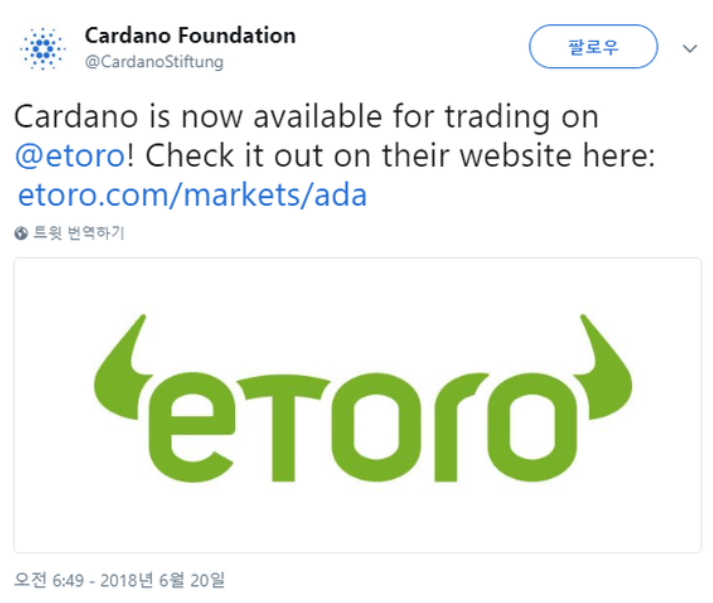 Cardano Foundation
@CardanoStiftung
팔로우
Cardano is now available for trading on
@etoro! Check it out on their website here:
etoro.com/markets/ada
트윗 번역하기
eToro
오전 6:49 - 2018년 6월 20일